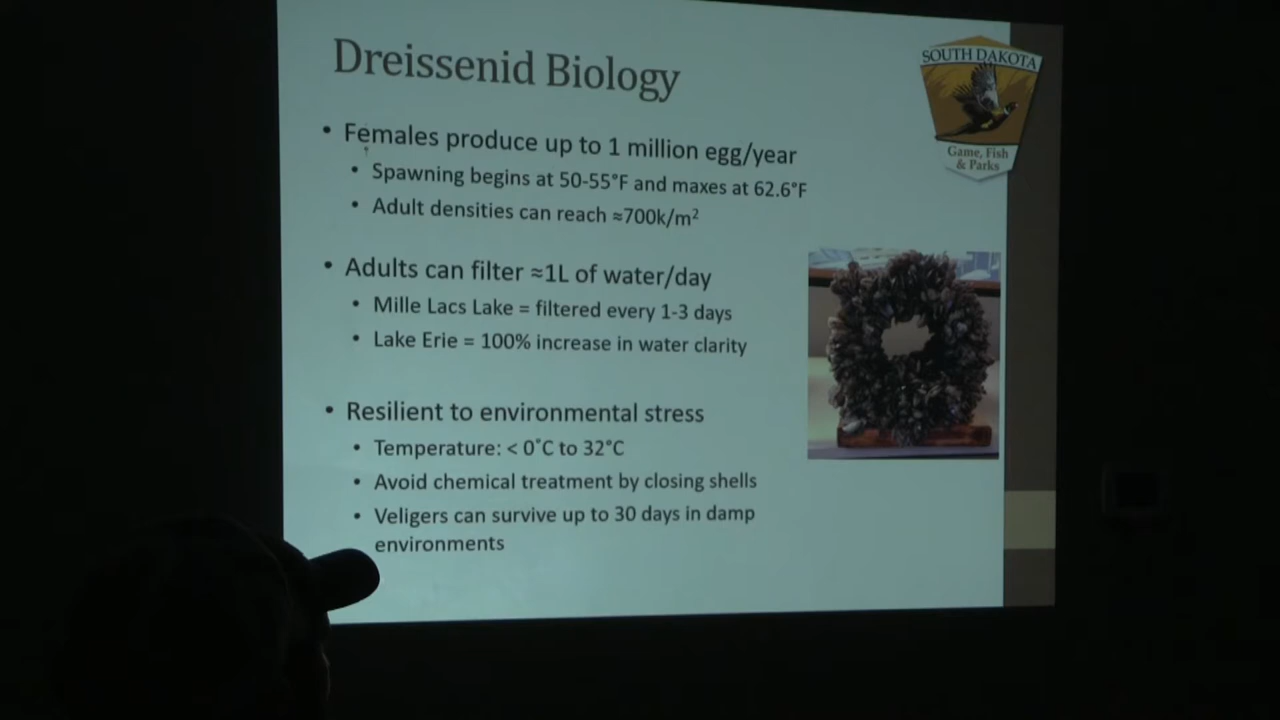 Dreissenid Biology
SOUTH DAKOTA
Game, Fish
& Parks
• Females produce up to 1 million egg/year
• Spawning begins at 50-55°F and maxes at 62.6°F
• Adult densities can reach ≈700k/m²
• Adults can filter ≈1L of water/day
• Mille Lacs Lake = filtered every 1-3 days
• Lake Erie = 100% increase in water clarity
• Resilient to environmental stress
• Temperature: < 0°C to 32°C
• Avoid chemical treatment by closing shells
• Veligers can survive up to 30 days in damp
environments